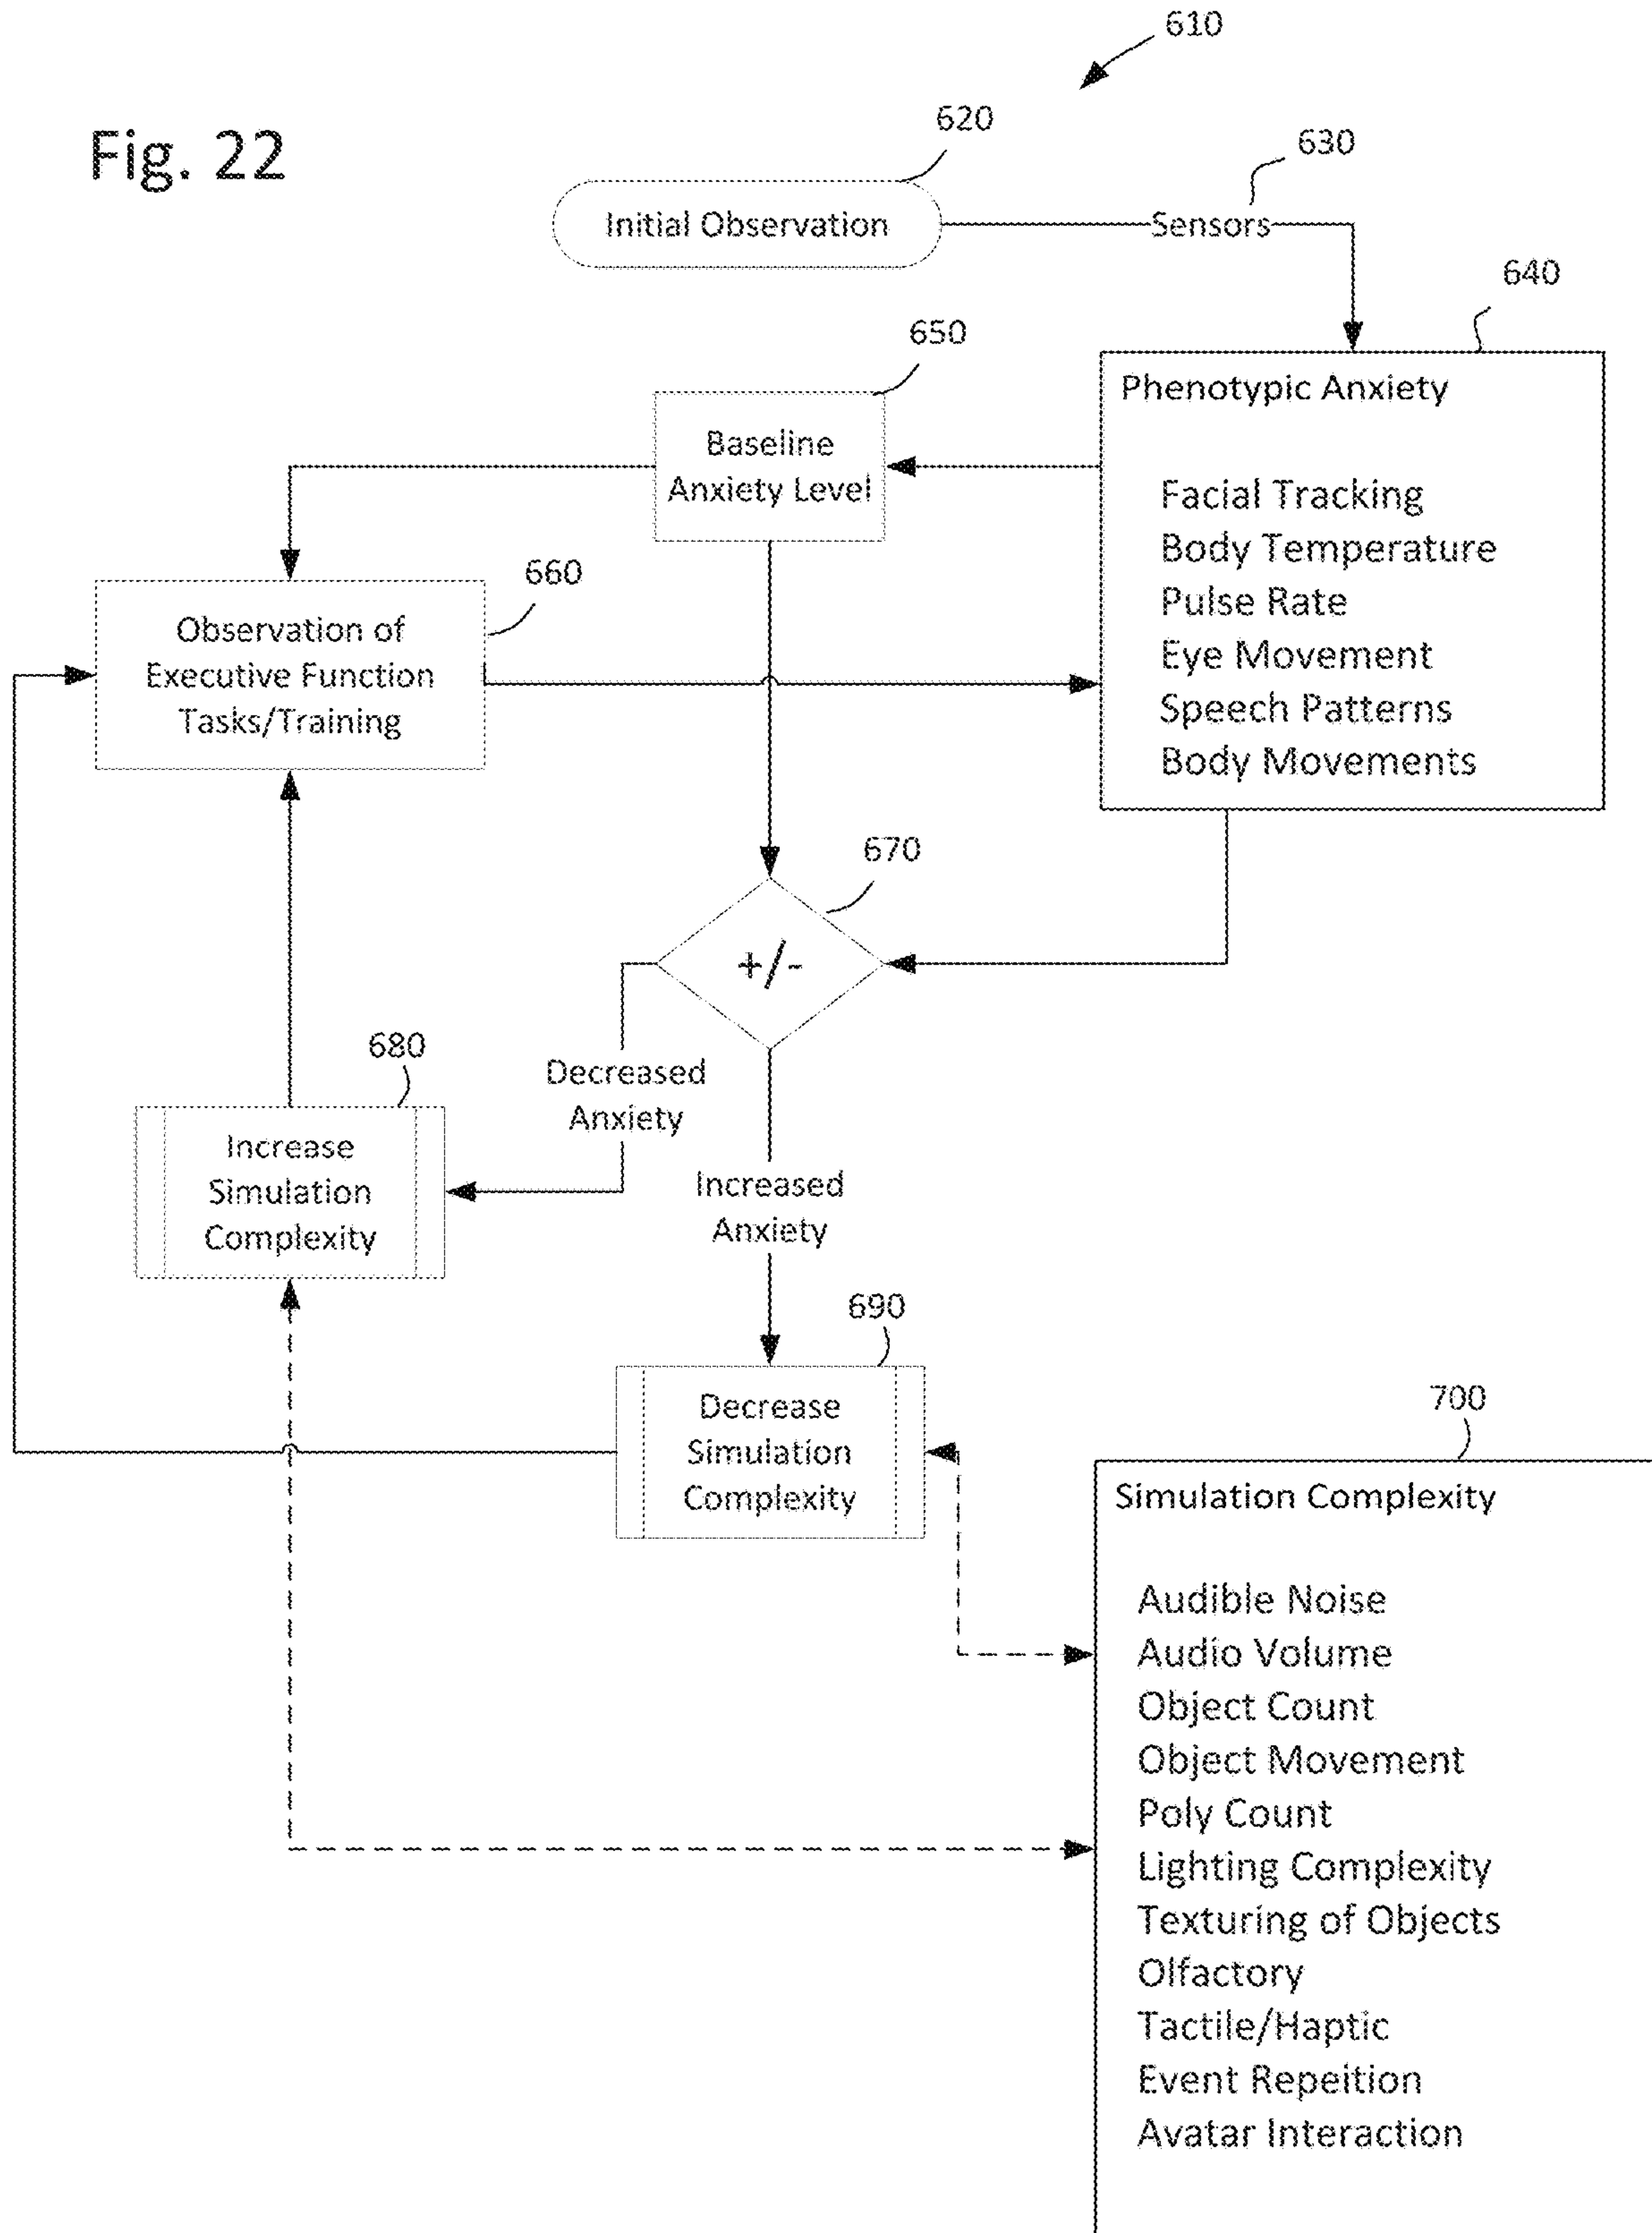 610
Fig. 22
620
630
Initial Observation
Sensors
640
650
Phenotypic Anxiety
Baseline
Anxiety Level
Facial Tracking
Body Temperature
Pulse Rate
Eye Movement
Speech Patterns
Body Movements
660
Observation of
Executive Function
Tasks/Training
670
+/-
680
Decreased
Anxiety
Increase
Simulation
Complexity
Increased
Anxiety
690
Decrease
Simulation
Complexity
700
Simulation Complexity
Audible Noise
Audio Volume
Object Count
Object Movement
Poly Count
Lighting Complexity
Texturing of Objects
Olfactory
Tactile/Haptic
Event Repeition
Avatar Interaction